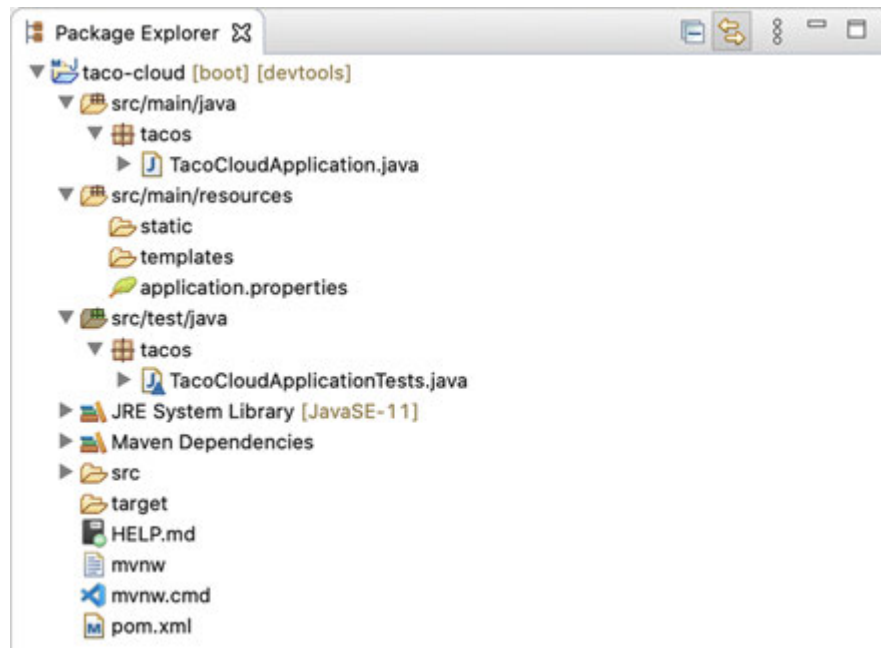 Package Explorer
taco-cloud [boot] [devtools]
src/main/java
tacos
TacoCloudApplication.java
src/main/resources
static
templates
application.properties
src/test/java
tacos
TacoCloudApplicationTests.java
JRE System Library [JavaSE-11]
Maven Dependencies
src
target
HELP.md
mvnw
mvnw.cmd
pom.xml